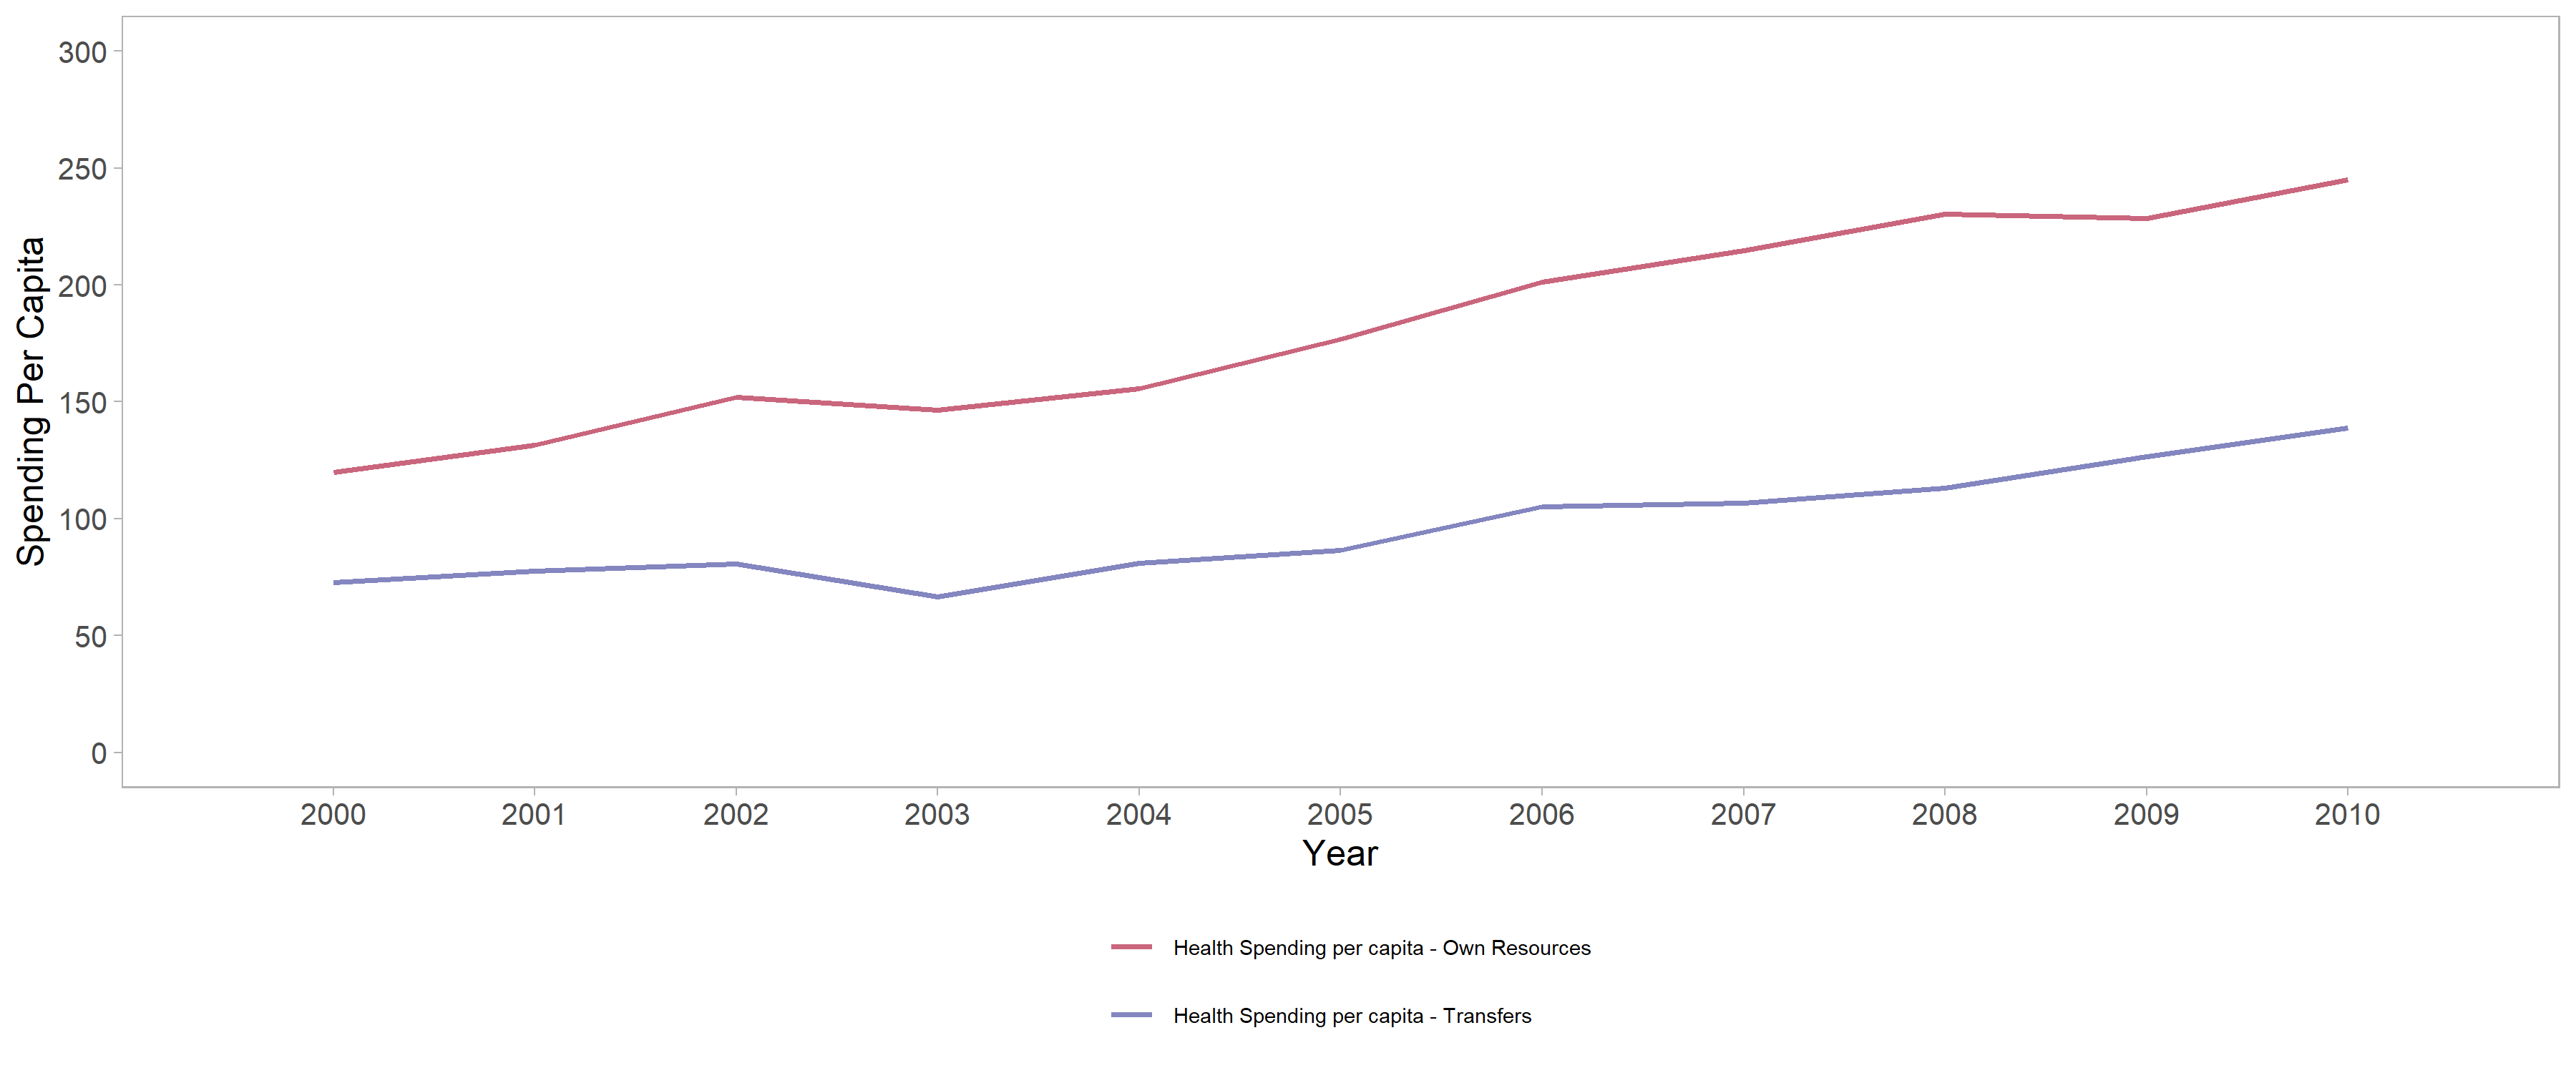 300
250
200
150
100
50
0
Spending Per Capita
2000 2001 2002 2003 2004 2005 2006 2007 2008 2009 2010
Year
Health Spending per capita - Own Resources
Health Spending per capita - Transfers